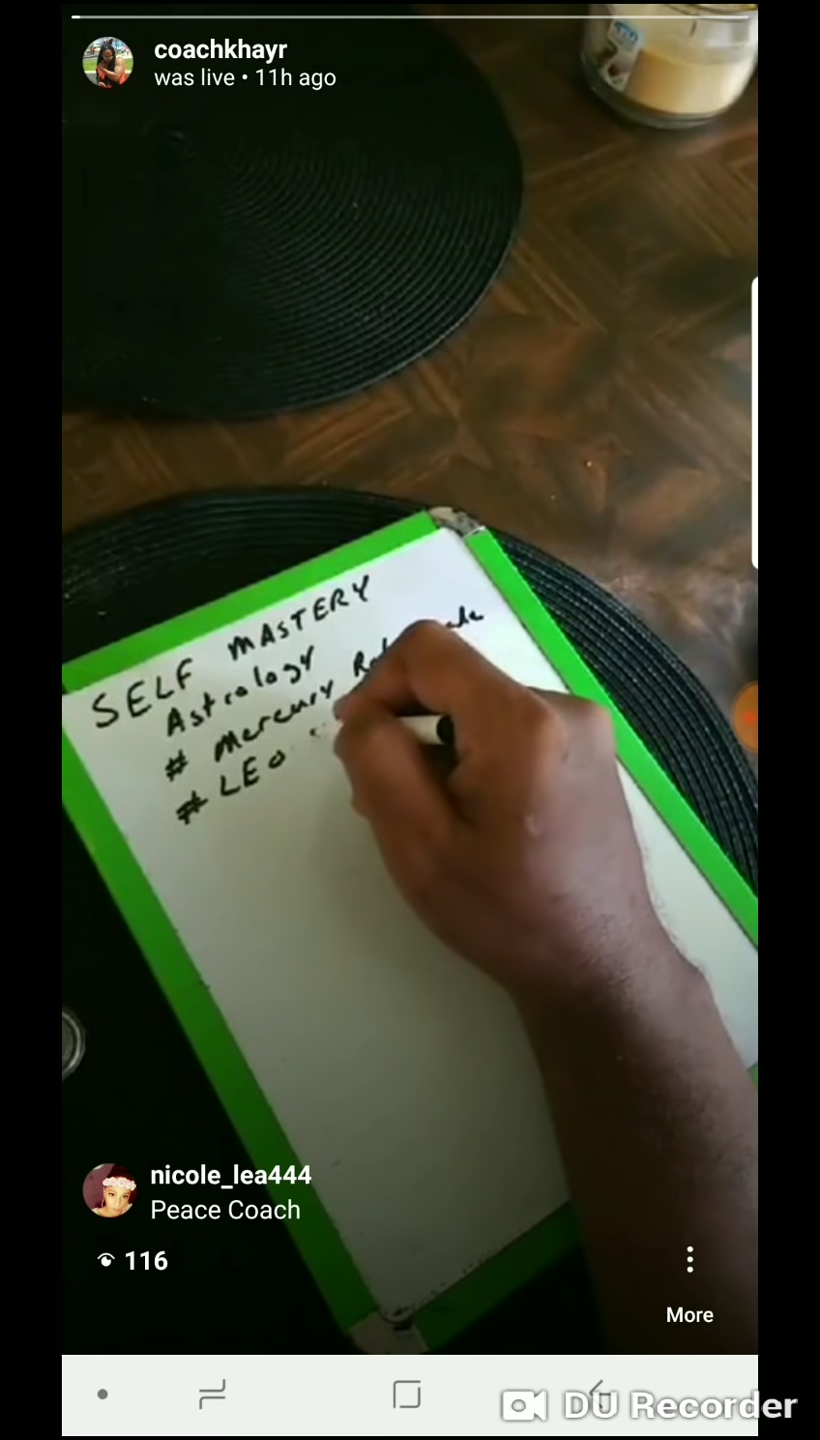 coachkhayr
was live • 11h ago
SELF MASTERY
Astrology
# Mercury
# LEO
nicole_lea444
Peace Coach
116
More
DU Recorder